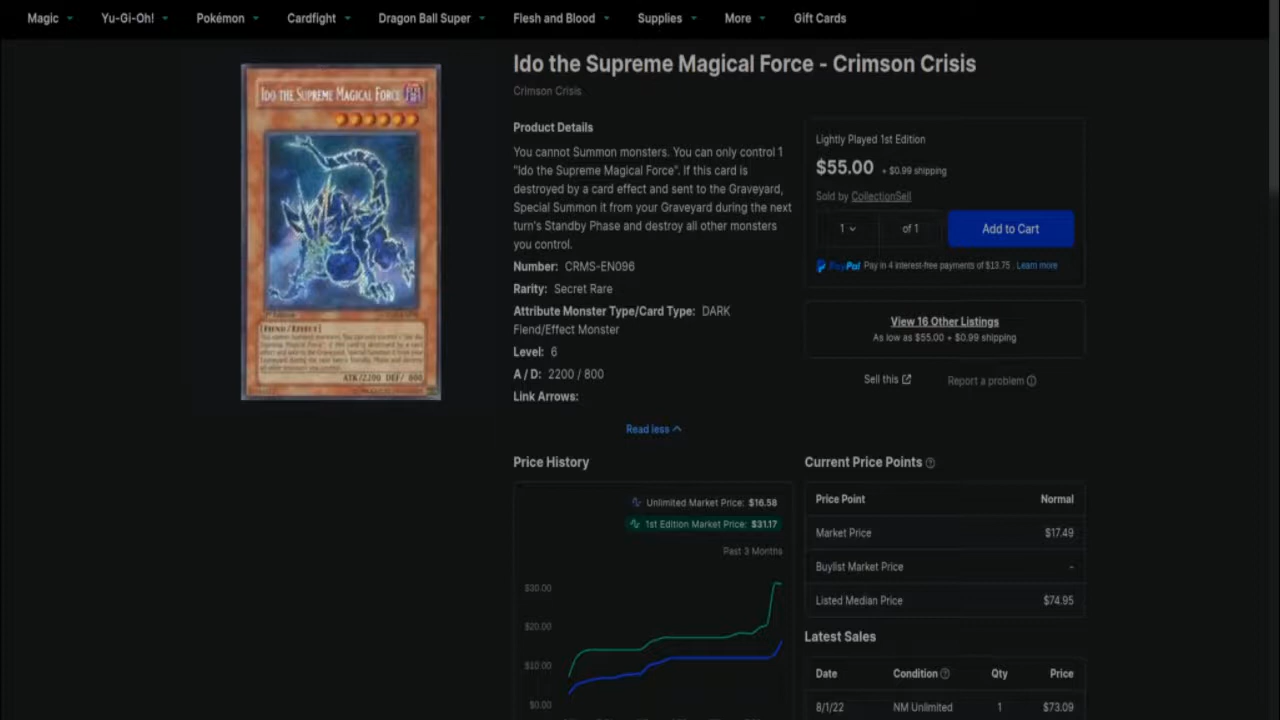 Magic Yu-Gi-Oh! Pokémon Cardfight Dragon Ball Super Flesh and Blood Supplies More Gift Cards
IDO THE SUPREME MAGICAL FORCE
1st Edition
[FIEND/EFFECT]
ATK/2200 DEF/ 800
Ido the Supreme Magical Force - Crimson Crisis
Crimson Crisis
Product Details
You cannot Summon monsters. You can only control 1
"Ido the Supreme Magical Force". If this card is
destroyed by a card effect and sent to the Graveyard,
Special Summon it from your Graveyard during the next
turn's Standby Phase and destroy all other monsters
you control.
Number: CRMS-EN096
Rarity: Secret Rare
Attribute Monster Type/Card Type: DARK
Fiend/Effect Monster
Level: 6
A / D: 2200 / 800
Link Arrows:
Read less
Lightly Played 1st Edition
$55.00 + $0.99 shipping
Sold by CollectionSell
1 of 1 Add to Cart
PayPal Pay in 4 interest-free payments of $13.75 Learn more
View 16 Other Listings
As low as $55.00 + $0.99 shipping
Sell this Report a problem
Price History
Unlimited Market Price: $16.58
1st Edition Market Price: $31.17
Past 3 Months
$30.00
$20.00
$10.00
$0.00
Current Price Points
Price Point Normal
Market Price $17.49
Buylist Market Price -
Listed Median Price $74.95
Latest Sales
Date Condition Qty Price
8/1/22 NM Unlimited 1 $73.09